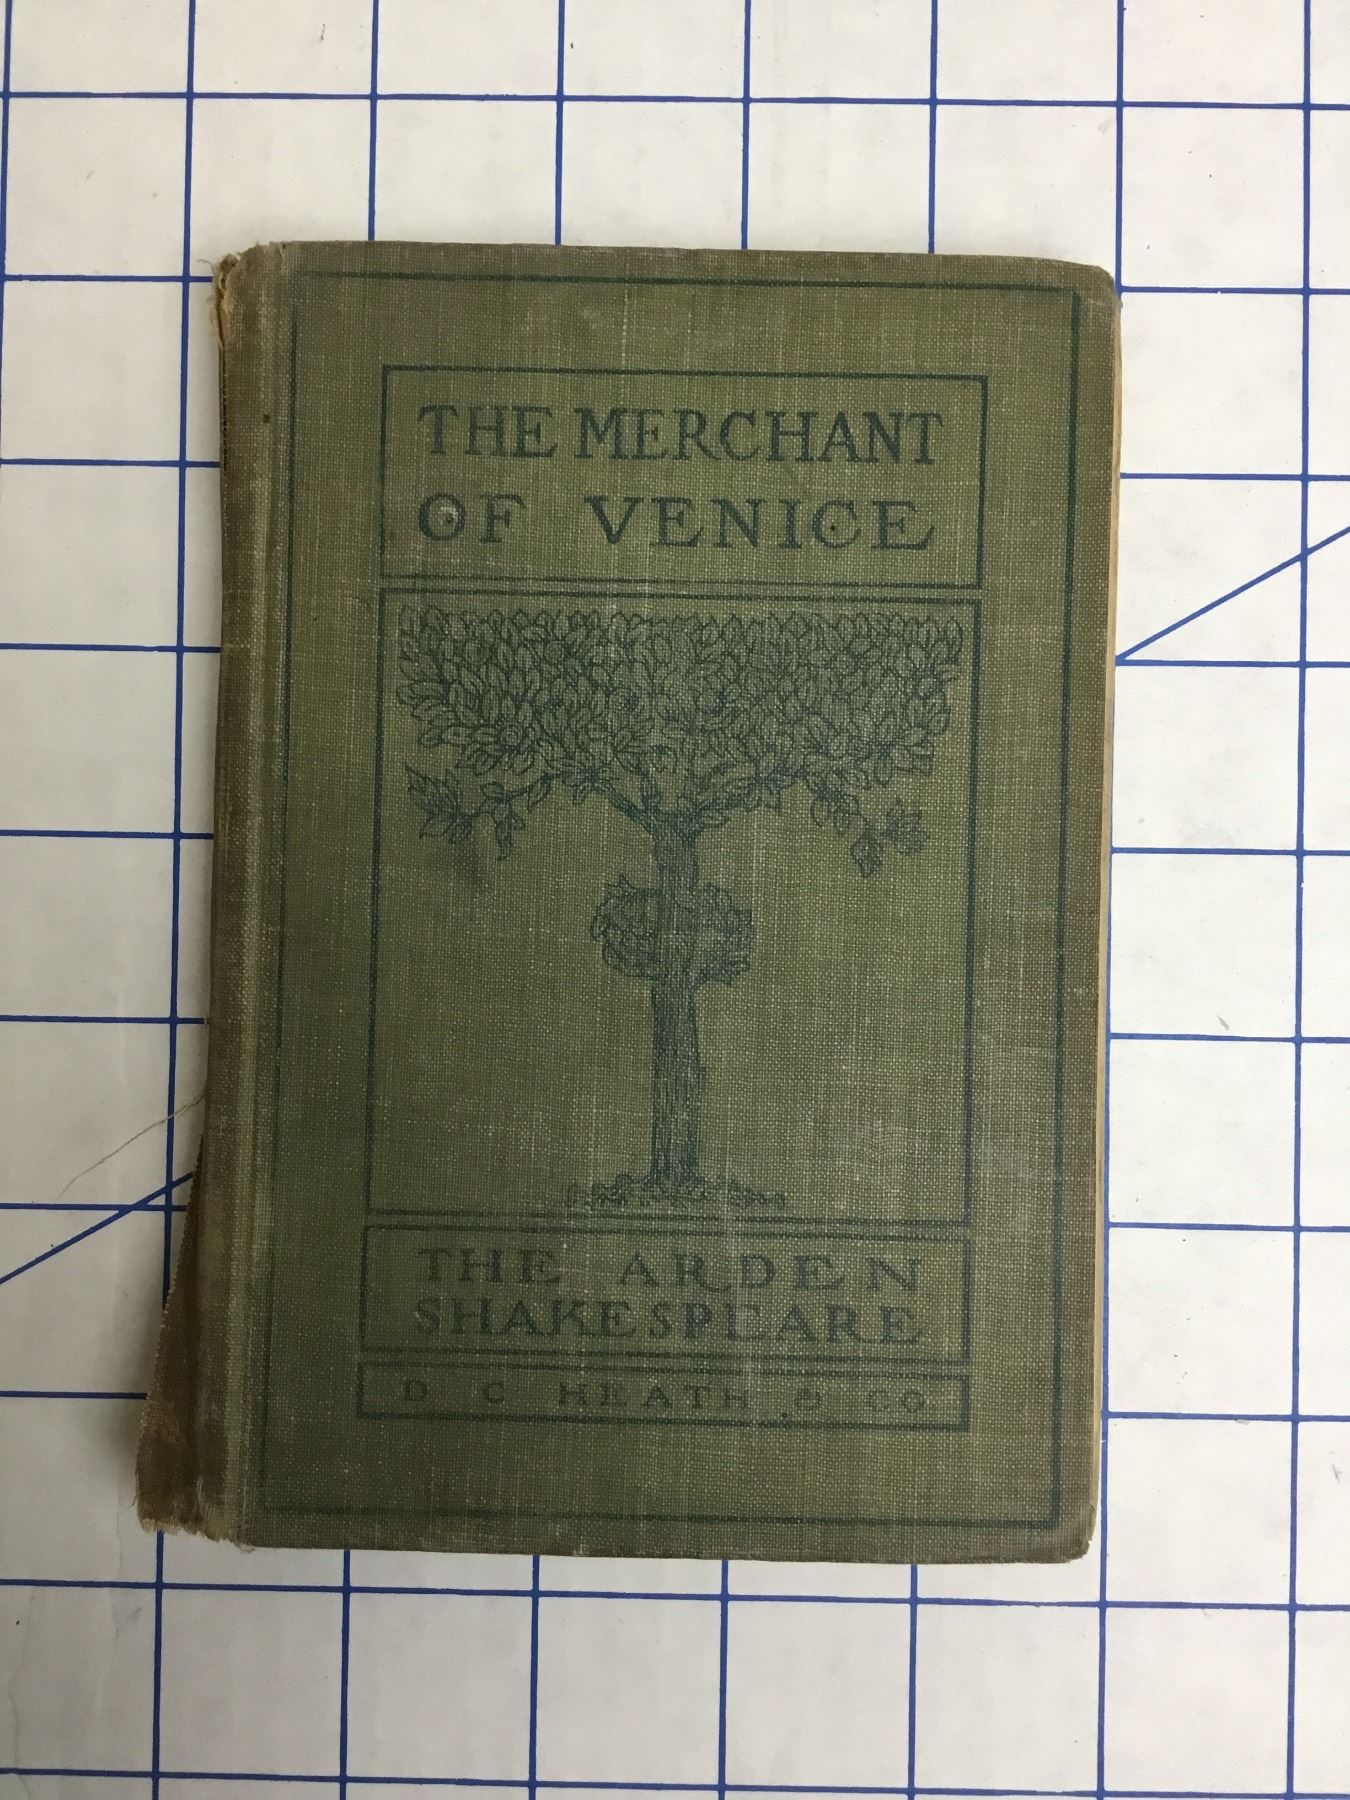 THE MERCHANT
OF VENICE
THE ARDEN
SHAKESPEARE
D C HEATH & CO